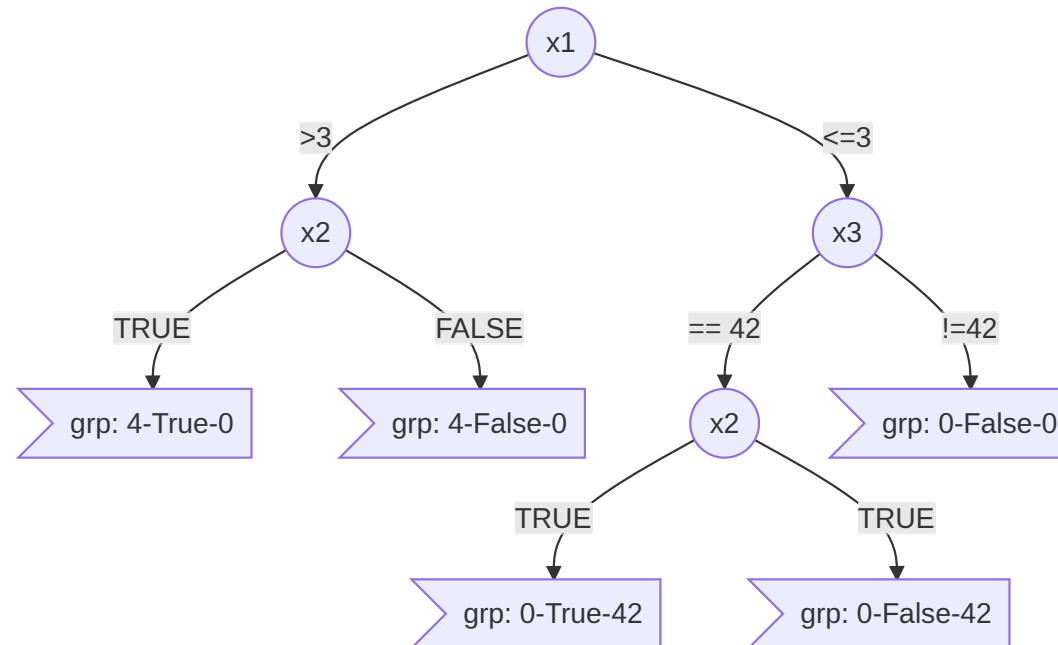 x1
>3
<=3
x2
x3
TRUE
FALSE
== 42
!=42
grp: 4-True-0
grp: 4-False-0
x2
grp: 0-False-0
TRUE
TRUE
grp: 0-True-42
grp: 0-False-42